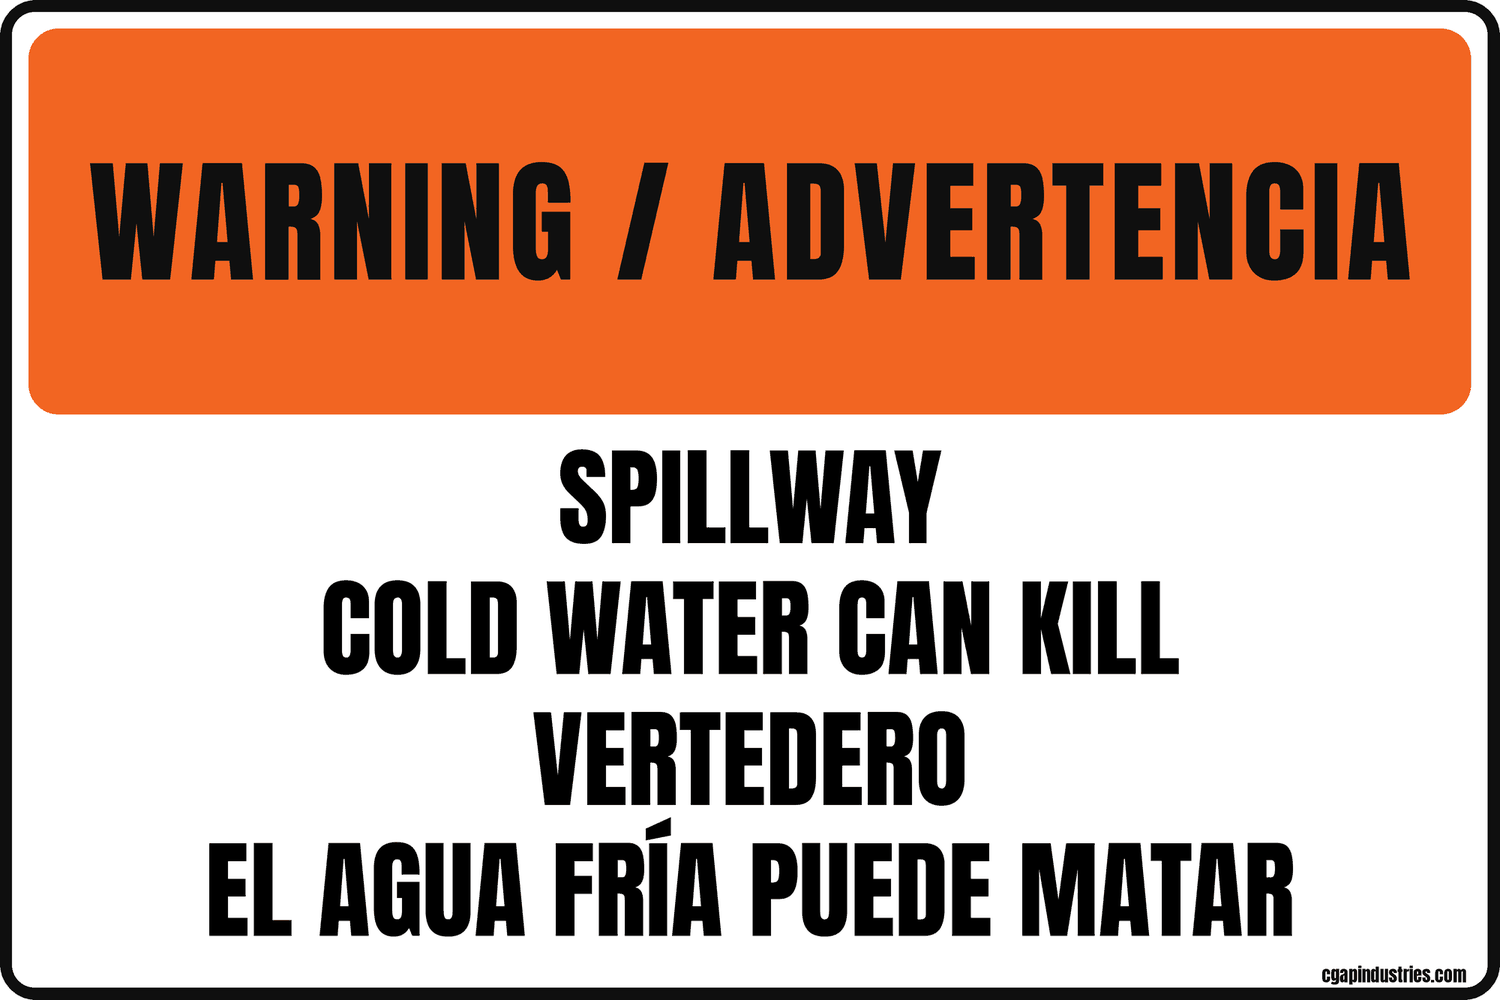 WARNING / ADVERTENCIA
SPILLWAY
COLD WATER CAN KILL
VERTEDERO
EL AGUA FRÍA PUEDE MATAR
cgapindustries.com